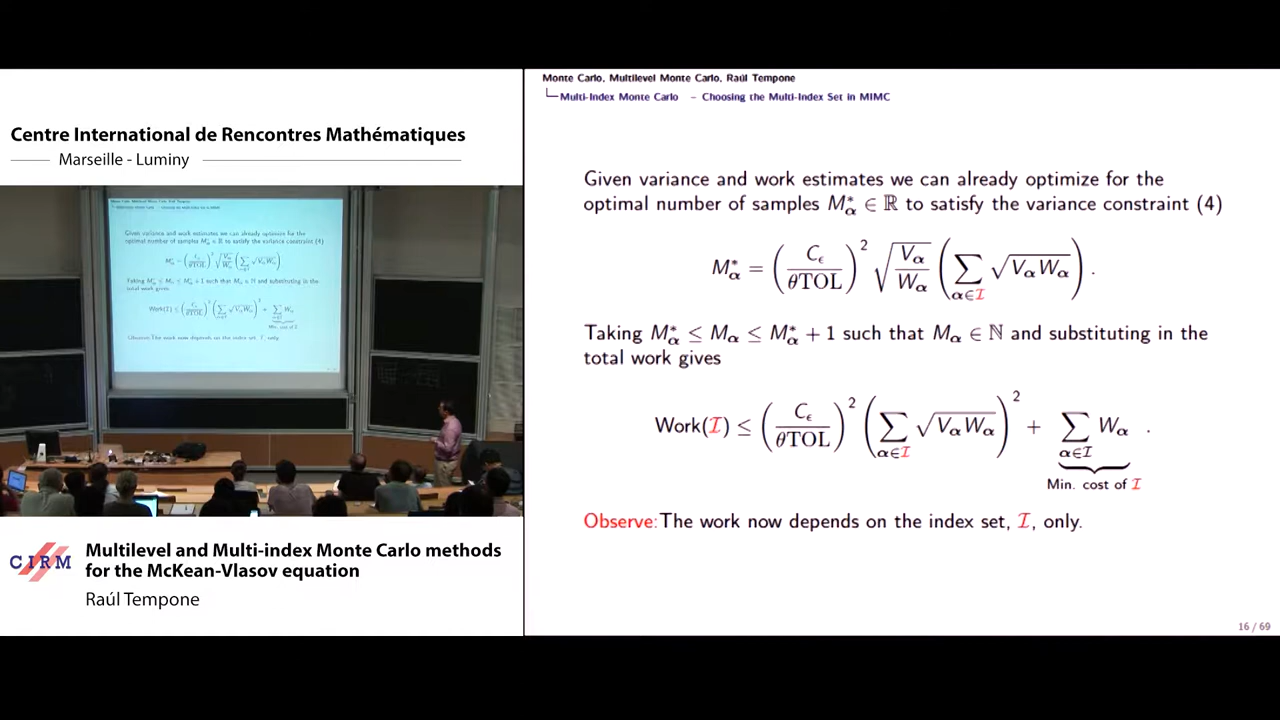 Centre International de Rencontres Mathématiques
Marseille - Luminy
CIRM
Multilevel and Multi-index Monte Carlo methods
for the McKean-Vlasov equation
Raúl Tempone
Monte Carlo, Multilevel Monte Carlo, Raúl Tempone
Multi-Index Monte Carlo – Choosing the Multi-Index Set in MIMC
Given variance and work estimates we can already optimize for the
optimal number of samples M*_α ∈ ℝ to satisfy the variance constraint (4)
M*_α = (C_ϵ / θTOL)² √(V_α / W_α) (∑_{α∈I} √(V_α W_α)) .
Taking M*_α ≤ M_α ≤ M*_α + 1 such that M_α ∈ ℕ and substituting in the
total work gives
Work(I) ≤ (C_ϵ / θTOL)² (∑_{α∈I} √(V_α W_α))² + ∑_{α∈I} W_α .
Min. cost of I
Observe:The work now depends on the index set, I, only.
16 / 69